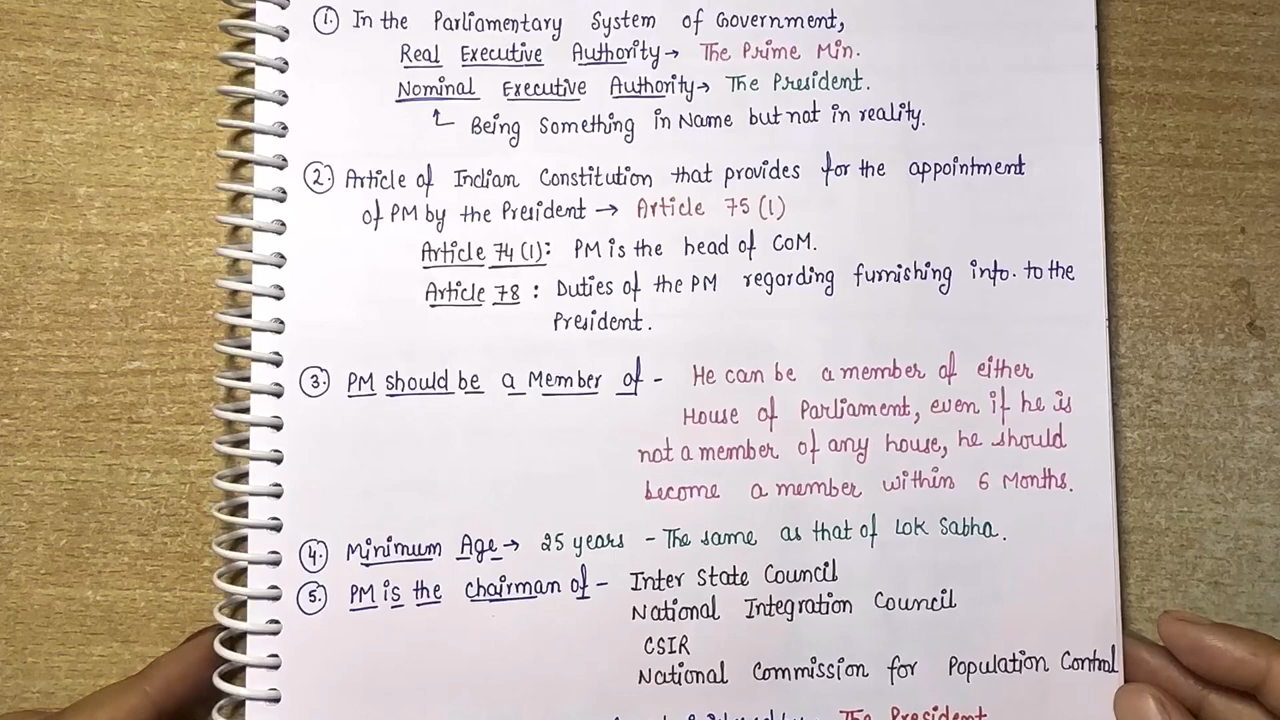 1. In the Parliamentary System of Government,
Real Executive Authority → The Prime Min.
Nominal Executive Authority → The President.
Being Something in Name but not in reality.
2. Article of Indian Constitution that provides for the appointment
of PM by the President → Article 75 (1)
Article 74 (1): PM is the head of CoM.
Article 78 : Duties of the PM regarding furnishing info. to the
President.
3. PM should be a Member of - He can be a member of either
House of Parliament, even if he is
not a member of any house, he should
become a member within 6 Months.
4. Minimum Age → 25 years - The same as that of Lok Sabha.
5. PM is the chairman of - Inter State Council
National Integration Council
CSIR
National Commission for Population Control
The President